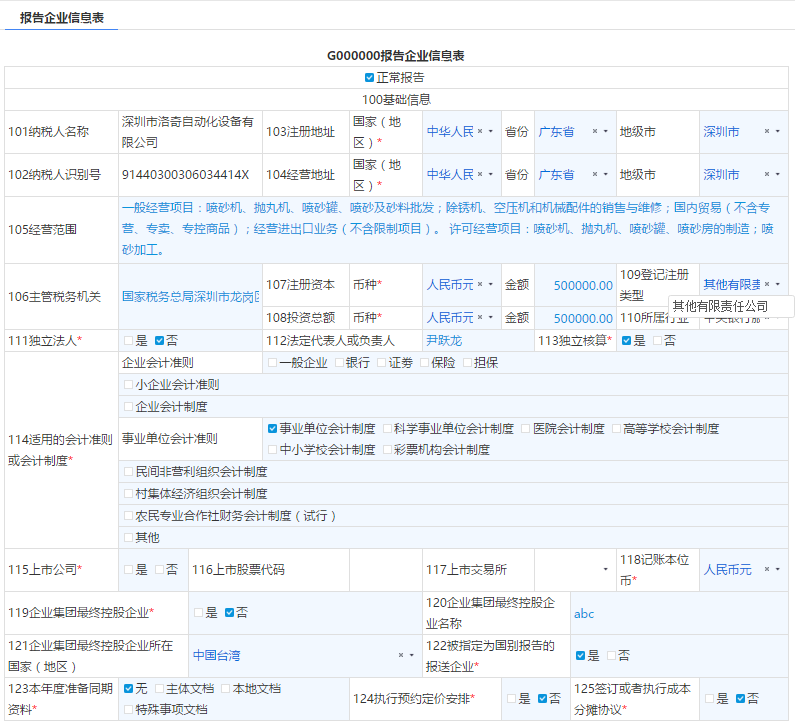 报告企业信息表
G000000报告企业信息表
正常报告
100基础信息
101纳税人名称 深圳市洛奇自动化设备有限公司 103注册地址 国家（地区）* 中华人民 × 省份 广东省 × 地级市 深圳市 ×
102纳税人识别号 91440300306034414X 104经营地址 国家（地区）* 中华人民 × 省份 广东省 × 地级市 深圳市 ×
105经营范围 一般经营项目：喷砂机、抛丸机、喷砂罐、喷砂及砂料批发；除锈机、空压机和机械配件的销售与维修；国内贸易（不含专
营、专卖、专控商品）；经营进出口业务（不含限制项目）。 许可经营项目：喷砂机、抛丸机、喷砂罐、喷砂房的制造；喷
砂加工。
106主管税务机关 国家税务总局深圳市龙岗区 107注册资本 币种* 人民币元 × 金额 500000.00 109登记注册类型 其他有限责 ×
其他有限责任公司
108投资总额 币种* 人民币元 × 金额 500000.00 110所属行业
111独立法人* 是 否 112法定代表人或负责人 尹跃龙 113独立核算* 是 否
114适用的会计准则或会计制度*
企业会计准则 一般企业 银行 证券 保险 担保
小企业会计准则
企业会计制度
事业单位会计准则 事业单位会计制度 科学事业单位会计制度 医院会计制度 高等学校会计制度
中小学校会计制度 彩票机构会计制度
民间非营利组织会计制度
村集体经济组织会计制度
农民专业合作社财务会计制度（试行）
其他
115上市公司* 是 否 116上市股票代码 117上市交易所 118记账本位币* 人民币元 ×
119企业集团最终控股企业* 是 否 120企业集团最终控股企业名称 abc
121企业集团最终控股企业所在国家（地区） 中国台湾 × 122被指定为国别报告的报送企业* 是 否
123本年度准备同期资料* 无 主体文档 本地文档
特殊事项文档
124执行预约定价安排* 是 否 125签订或者执行成本分摊协议* 是 否